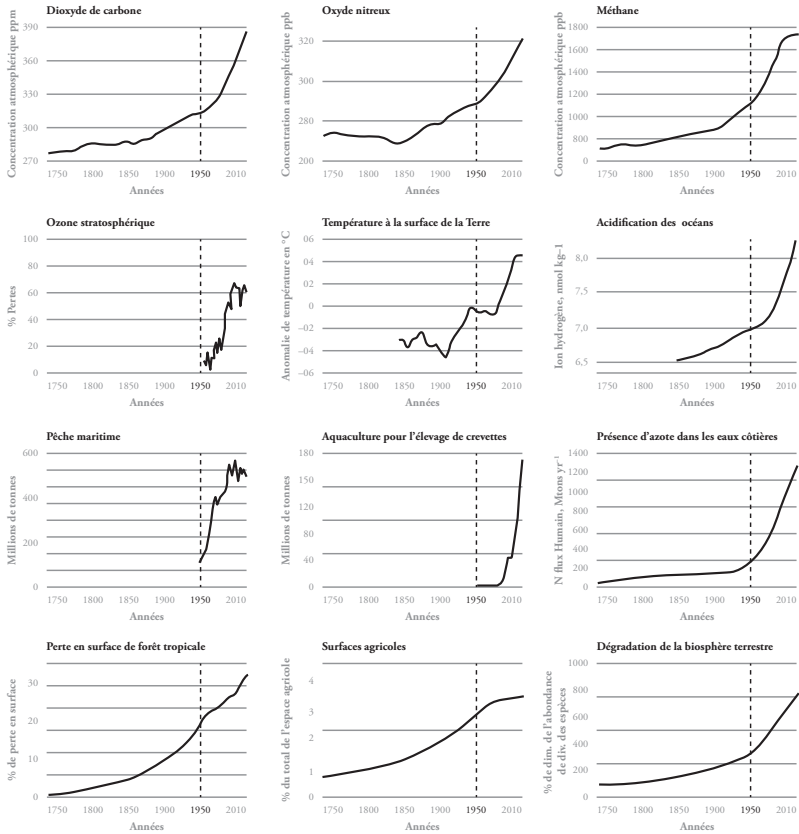 Dioxyde de carbone
Concentration atmosphérique ppm
390
360
330
300
270
1750 1800 1850 1900 1950 2010
Années
Oxyde nitreux
Concentration atmosphérique ppb
320
300
280
200
1750 1800 1850 1900 1950 2010
Années
Méthane
Concentration atmosphérique ppb
1800
1600
1400
1200
1000
800
0
1750 1800 1850 1900 1950 2010
Années
Ozone stratosphérique
% Pertes
100
80
60
40
20
0
1750 1800 1850 1900 1950 2010
Années
Température à la surface de la Terre
Anomalie de température en °C
06
04
02
0
–02
–04
–06
1750 1800 1850 1900 1950 2010
Années
Acidification des océans
Ion hydrogène, nmol kg–1
8,0
7,5
7,0
6,5
1750 1800 1850 1900 1950 2010
Années
Pêche maritime
Millions de tonnes
600
400
200
0
1750 1800 1850 1900 1950 2010
Années
Aquaculture pour l’élevage de crevettes
Millions de tonnes
180
140
80
40
0
1750 1800 1850 1900 1950 2010
Années
Présence d’azote dans les eaux côtières
N flux Humain, Mtons yr⁻¹
1400
1200
1000
800
600
400
200
0
1750 1800 1850 1900 1950 2010
Années
Perte en surface de forêt tropicale
% de perte en surface
30
20
10
0
1750 1800 1850 1900 1950 2010
Années
Surfaces agricoles
% du total de l’espace agricole
4
3
2
1
0
1750 1800 1850 1900 1950 2010
Années
Dégradation de la biosphère terrestre
% de dim. de l’abondance
de div. des espèces
1000
800
600
400
200
0
1750 1800 1850 1900 1950 2010
Années